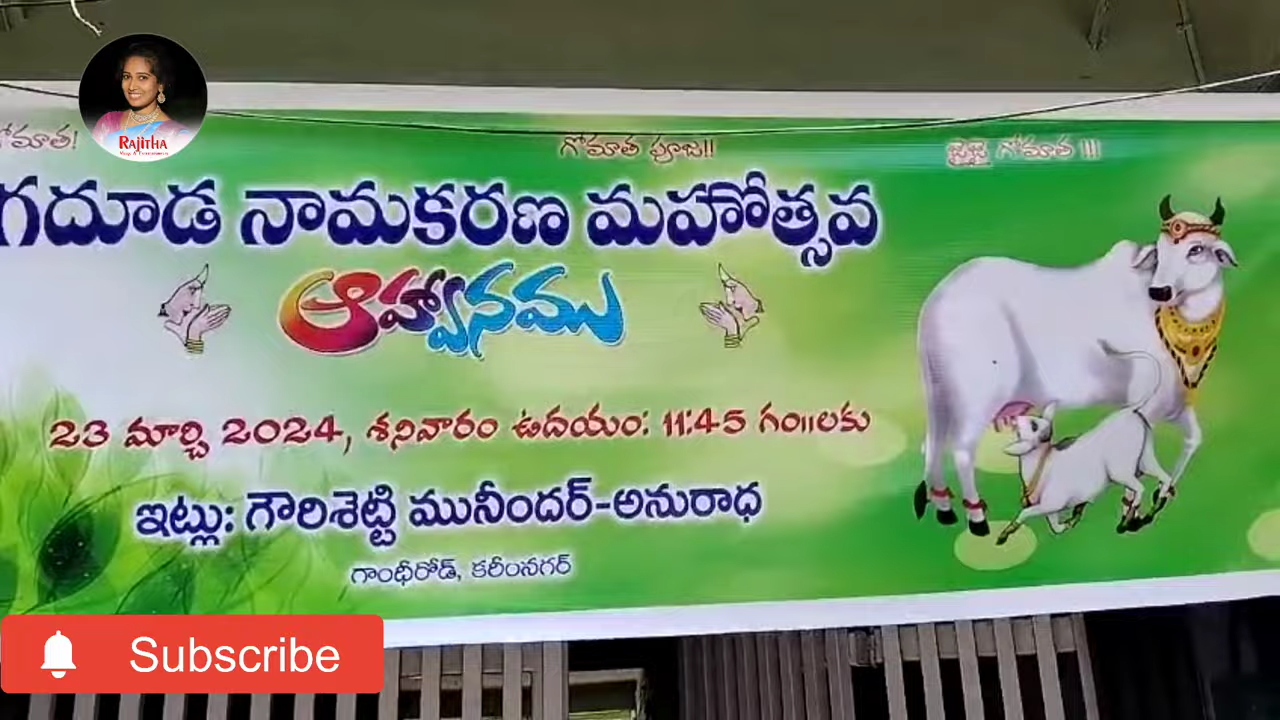 RAJITHA
గోమాత! గోమాత పూజ!! జైజై గోమాత !!!
గదూడ నామకరణ మహోత్సవ
ఆహ్వానము
23 మార్చి 2024, శనివారం ఉదయం: 11:45 గం॥లకు
ఇట్లు: గౌరిశెట్టి మునీందర్-అనురాధ
గాంధీరోడ్, కరీంనగర్
Subscribe